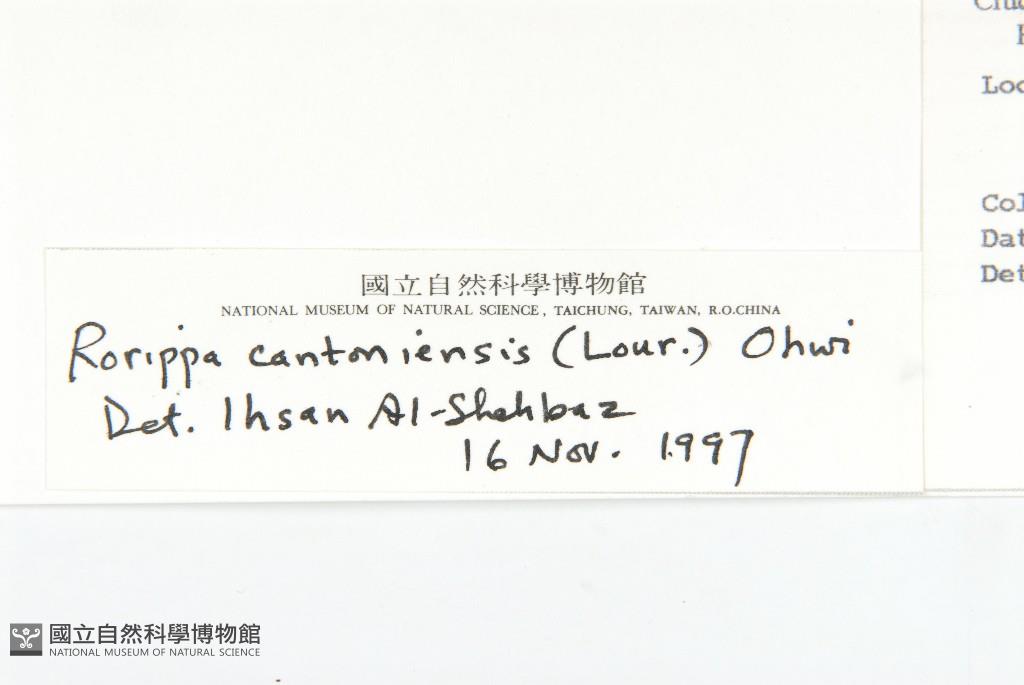 國立自然科學博物館
NATIONAL MUSEUM OF NATURAL SCIENCE, TAICHUNG, TAIWAN, R.O.CHINA
Rorippa cantoniensis (Lour.) Ohwi
Det. Ihsan Al-Shehbaz
16 Nov. 1997
國立自然科學博物館
NATIONAL MUSEUM OF NATURAL SCIENCE